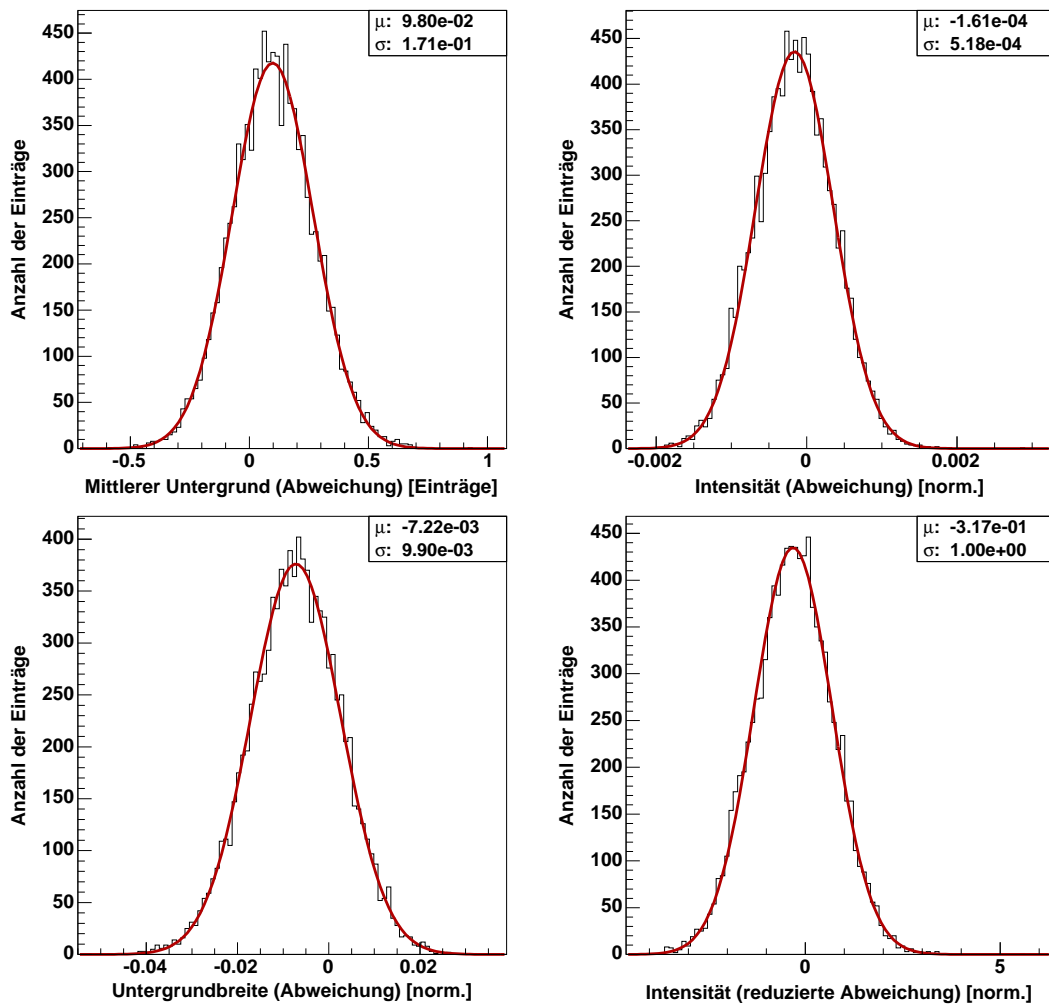 μ: 9.80e-02
σ: 1.71e-01
Anzahl der Einträge
450
400
350
300
250
200
150
100
50
0
-0.5 0 0.5 1
Mittlerer Untergrund (Abweichung) [Einträge]
μ: -1.61e-04
σ: 5.18e-04
Anzahl der Einträge
450
400
350
300
250
200
150
100
50
0
-0.002 0 0.002
Intensität (Abweichung) [norm.]
μ: -7.22e-03
σ: 9.90e-03
Anzahl der Einträge
400
350
300
250
200
150
100
50
0
-0.04 -0.02 0 0.02
Untergrundbreite (Abweichung) [norm.]
μ: -3.17e-01
σ: 1.00e+00
Anzahl der Einträge
450
400
350
300
250
200
150
100
50
0
0 5
Intensität (reduzierte Abweichung) [norm.]